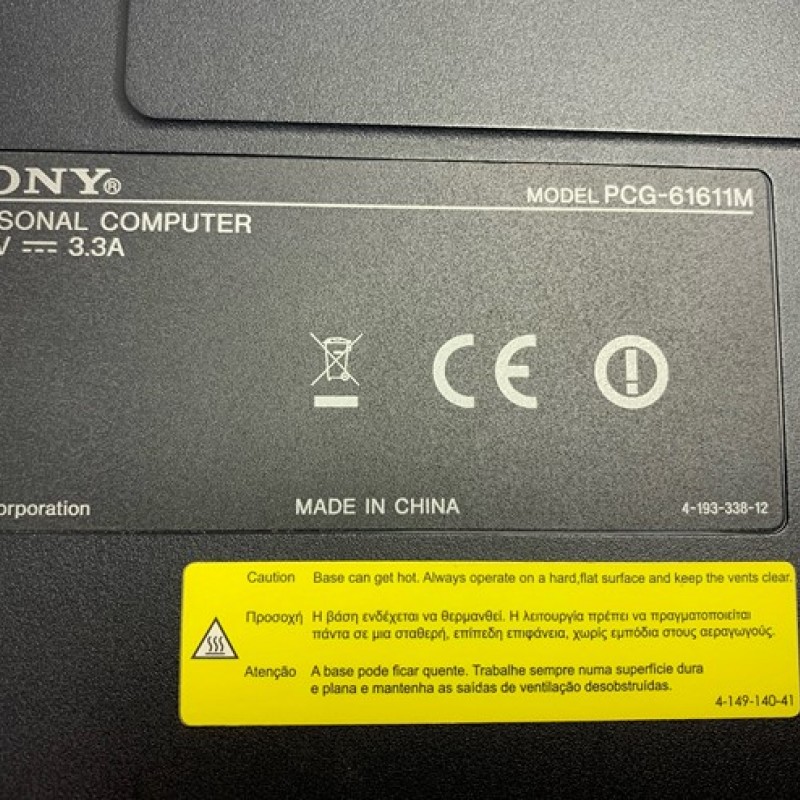 ONY®
MODEL PCG-61611M
SONAL COMPUTER
V ⎓ 3.3A
orporation
MADE IN CHINA
4-193-338-12
Caution Base can get hot. Always operate on a hard,flat surface and keep the vents clear.
Προσοχή Η βάση ενδέχεται να θερμανθεί. Η λειτουργία πρέπει να πραγματοποιείται
πάντα σε μια σταθερή, επίπεδη επιφάνεια, χωρίς εμπόδια στους αεραγωγούς.
Atenção A base pode ficar quente. Trabalhe sempre numa superfície dura
e plana e mantenha as saídas de ventilação desobstruídas.
4-149-140-41